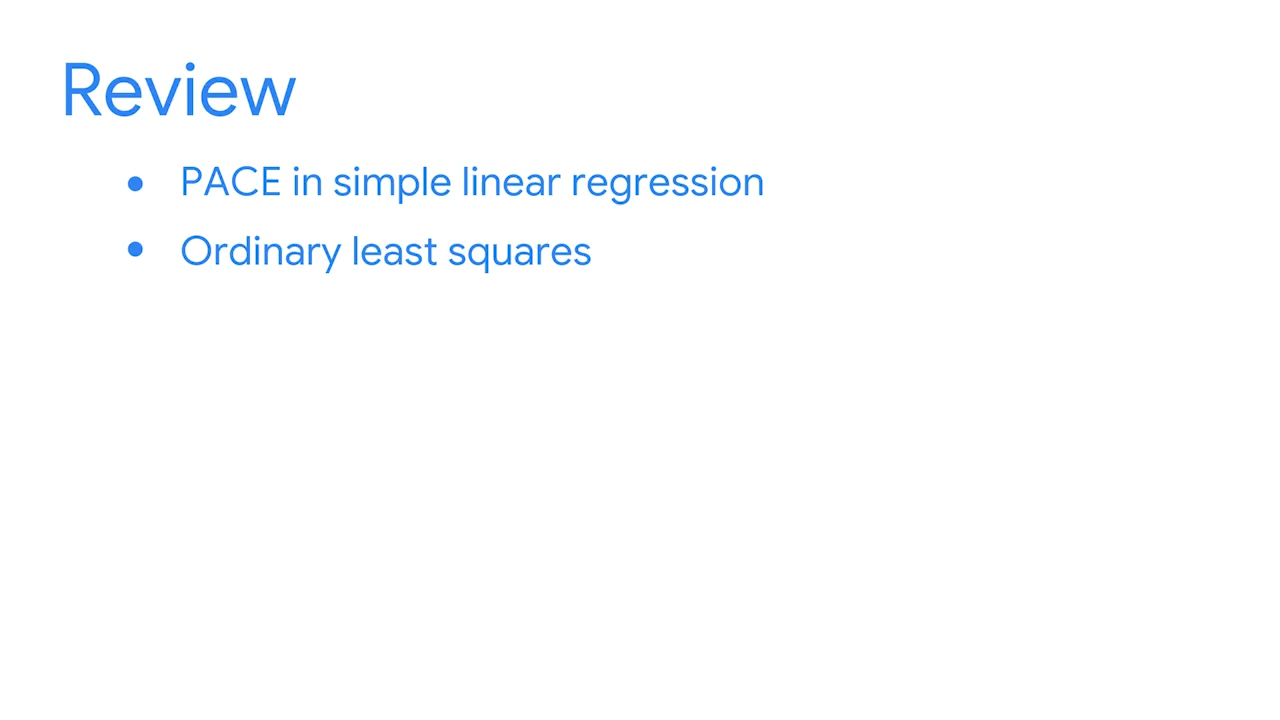 Review
• PACE in simple linear regression
• Ordinary least squares